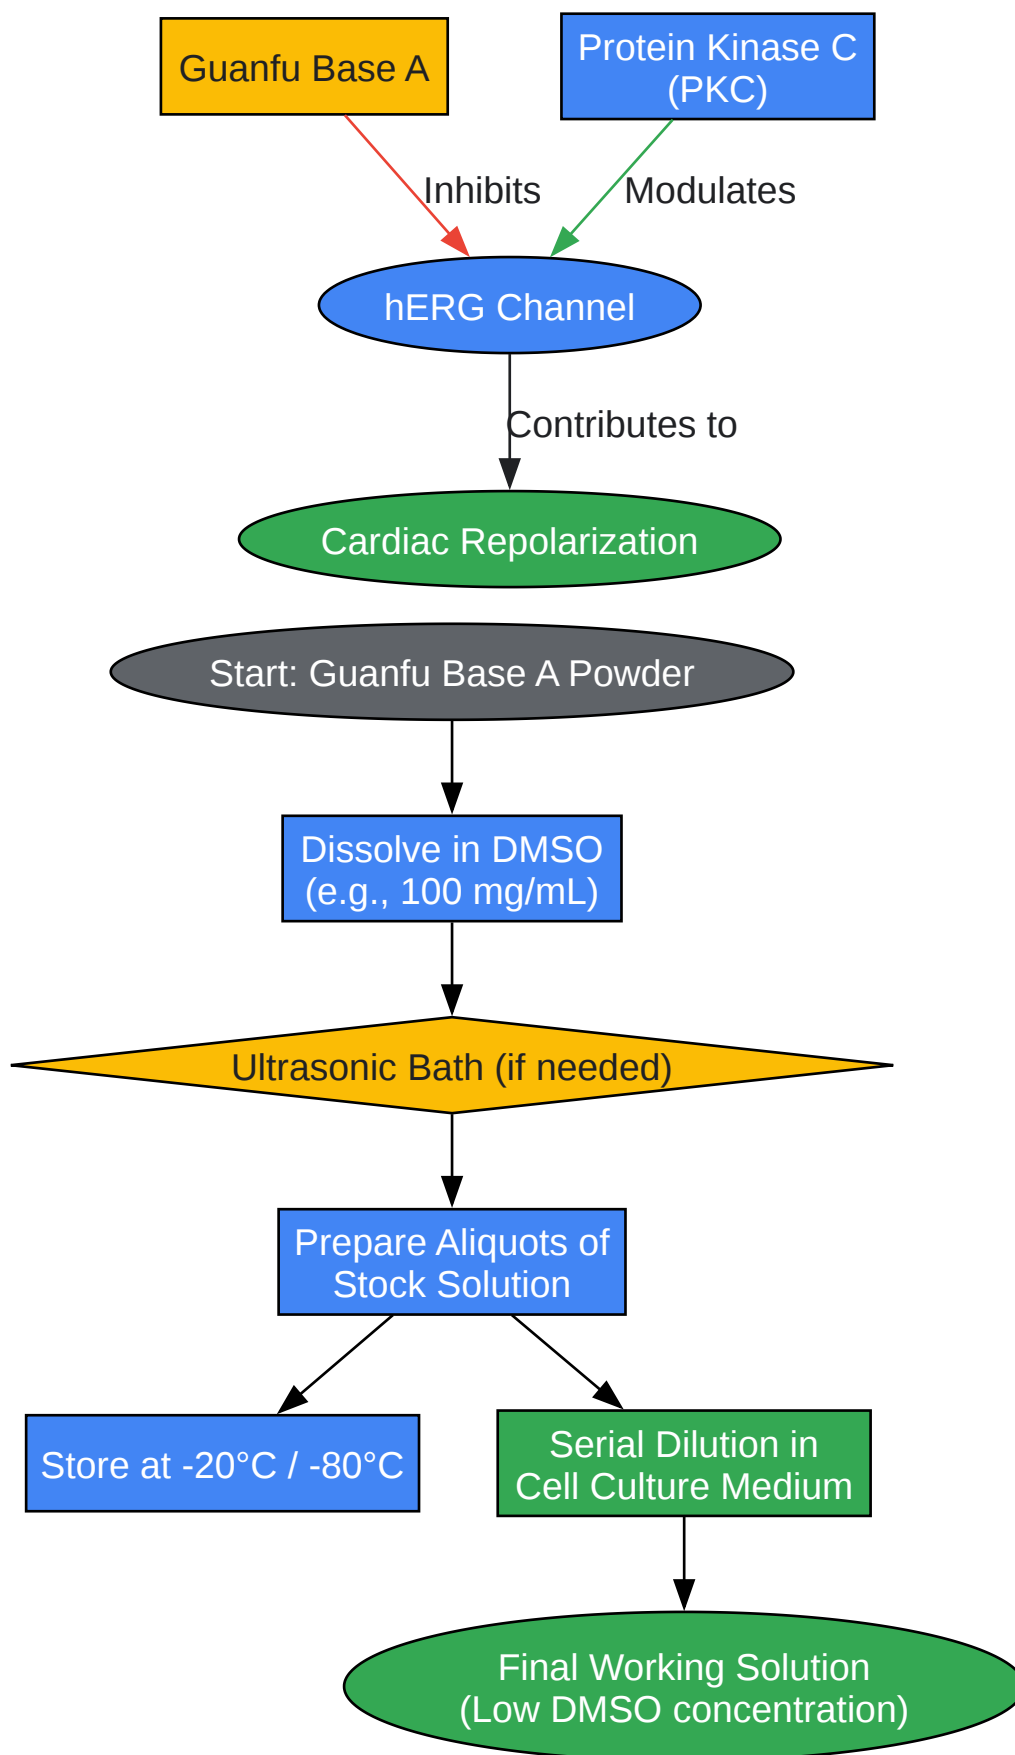 Guanfu Base A
Protein Kinase C
(PKC)
Inhibits
Modulates
hERG Channel
Contributes to
Cardiac Repolarization
Start: Guanfu Base A Powder
Dissolve in DMSO
(e.g., 100 mg/mL)
Ultrasonic Bath (if needed)
Prepare Aliquots of
Stock Solution
Store at -20°C / -80°C
Serial Dilution in
Cell Culture Medium
Final Working Solution
(Low DMSO concentration)